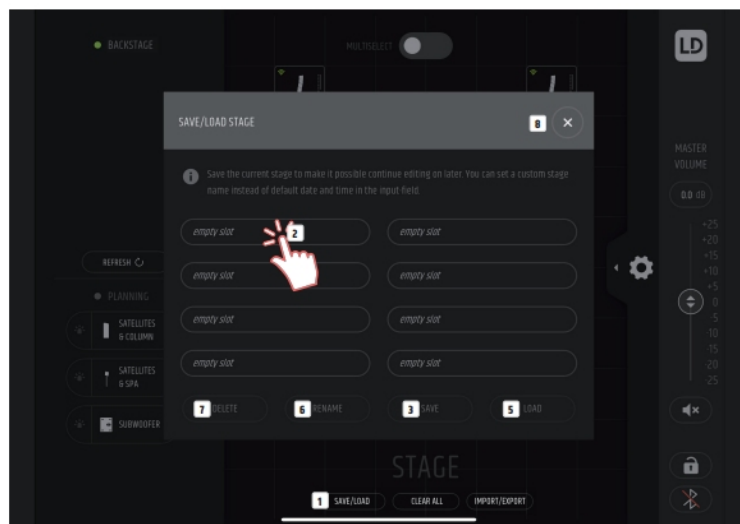 BACKSTAGE
MULTISELECT
LD
SAVE/LOAD STAGE
8
Save the current stage to make it possible continue editing on later. You can set a custom stage
name instead of default date and time in the input field.
MASTER
VOLUME
0.0 dB
empty slot
2
empty slot
empty slot
empty slot
empty slot
empty slot
empty slot
empty slot
+25
+20
+15
+10
+5
0
-5
-10
-15
-20
-25
REFRESH
PLANNING
SATELLITES
& COLUMN
SATELLITES
& SPA
SUBWOOFER
7 DELETE
6 RENAME
3 SAVE
5 LOAD
STAGE
1 SAVE/LOAD
CLEAR ALL
IMPORT/EXPORT